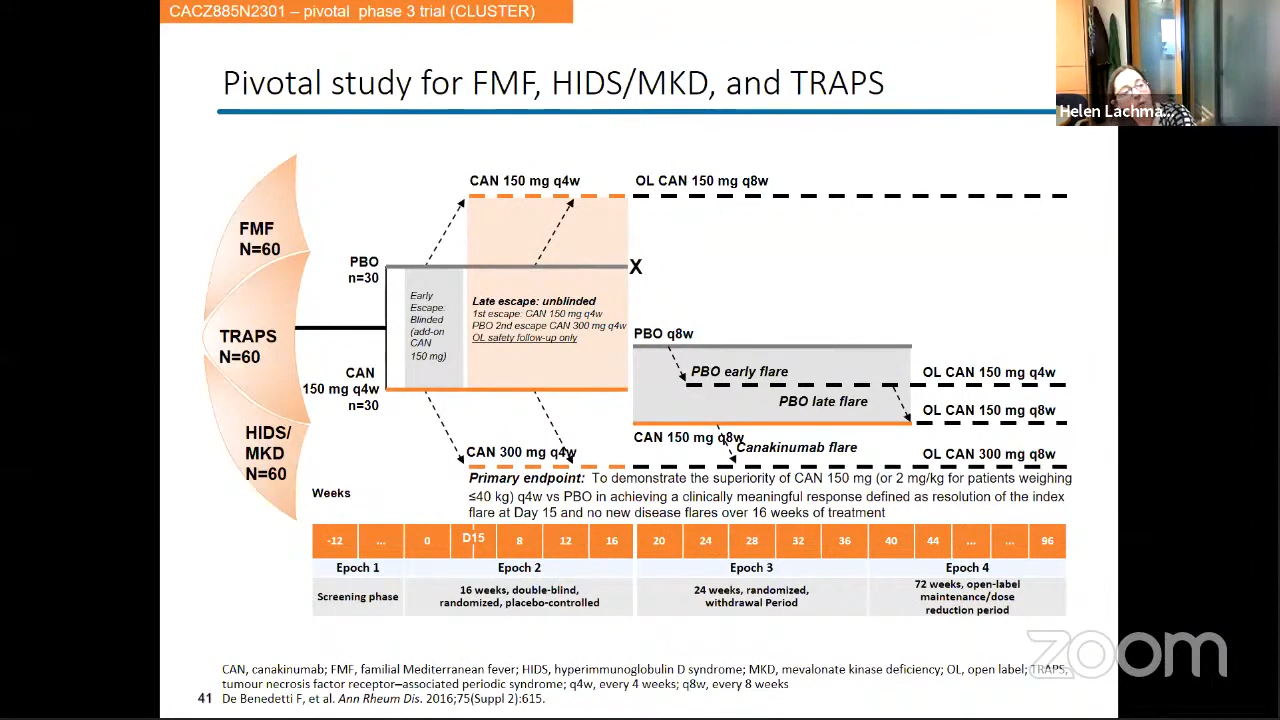 CACZ885N2301 – pivotal phase 3 trial (CLUSTER)
Pivotal study for FMF, HIDS/MKD, and TRAPS
Helen Lachma...
CAN 150 mg q4w
OL CAN 150 mg q8w
FMF
N=60
PBO
n=30
X
Early
Escape:
Blinded
(add-on
CAN
150 mg)
Late escape: unblinded
1st escape: CAN 150 mg q4w
PBO 2nd escape CAN 300 mg q4w
OL safety follow-up only
TRAPS
N=60
PBO q8w
PBO early flare
OL CAN 150 mg q4w
CAN
150 mg q4w
n=30
PBO late flare
OL CAN 150 mg q8w
HIDS/
MKD
N=60
CAN 150 mg q8w
Canakinumab flare
CAN 300 mg q4w
OL CAN 300 mg q8w
Primary endpoint: To demonstrate the superiority of CAN 150 mg (or 2 mg/kg for patients weighing
≤40 kg) q4w vs PBO in achieving a clinically meaningful response defined as resolution of the index
flare at Day 15 and no new disease flares over 16 weeks of treatment
Weeks
-12 ... 0 D15 8 12 16 20 24 28 32 36 40 44 ... ... 96
Epoch 1 Epoch 2 Epoch 3 Epoch 4
Screening phase
16 weeks, double-blind,
randomized, placebo-controlled
24 weeks, randomized,
withdrawal Period
72 weeks, open-label
maintenance/dose
reduction period
zoom
CAN, canakinumab; FMF, familial Mediterranean fever; HIDS, hyperimmunoglobulin D syndrome; MKD, mevalonate kinase deficiency; OL, open label; TRAPS,
tumour necrosis factor receptor–associated periodic syndrome; q4w, every 4 weeks; q8w, every 8 weeks
41 De Benedetti F, et al. Ann Rheum Dis. 2016;75(Suppl 2):615.